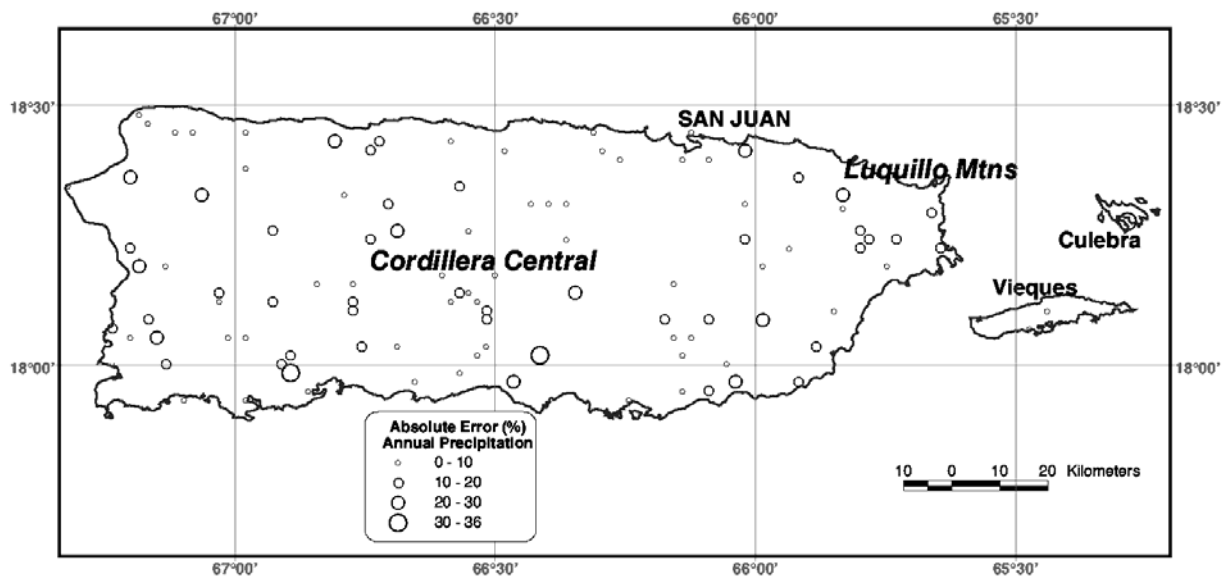 67°00' 66°30' 66°00' 65°30'
18°30' 18°30'
SAN JUAN
Luquillo Mtns
Culebra
Cordillera Central
Vieques
18°00' 18°00'
Absolute Error (%)
Annual Precipitation
0 - 10
10 - 20
20 - 30
30 - 36
10 0 10 20 Kilometers
67°00' 66°30' 66°00' 65°30'